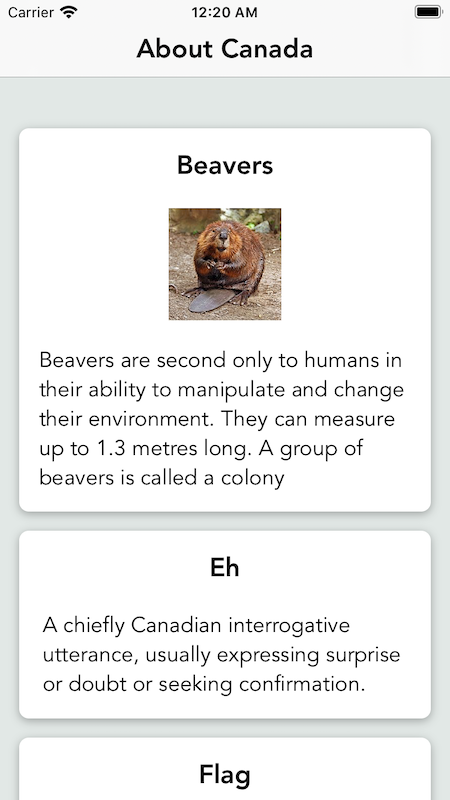 Carrier 12:20 AM
About Canada
Beavers
Beavers are second only to humans in
their ability to manipulate and change
their environment. They can measure
up to 1.3 metres long. A group of
beavers is called a colony
Eh
A chiefly Canadian interrogative
utterance, usually expressing surprise
or doubt or seeking confirmation.
Flag